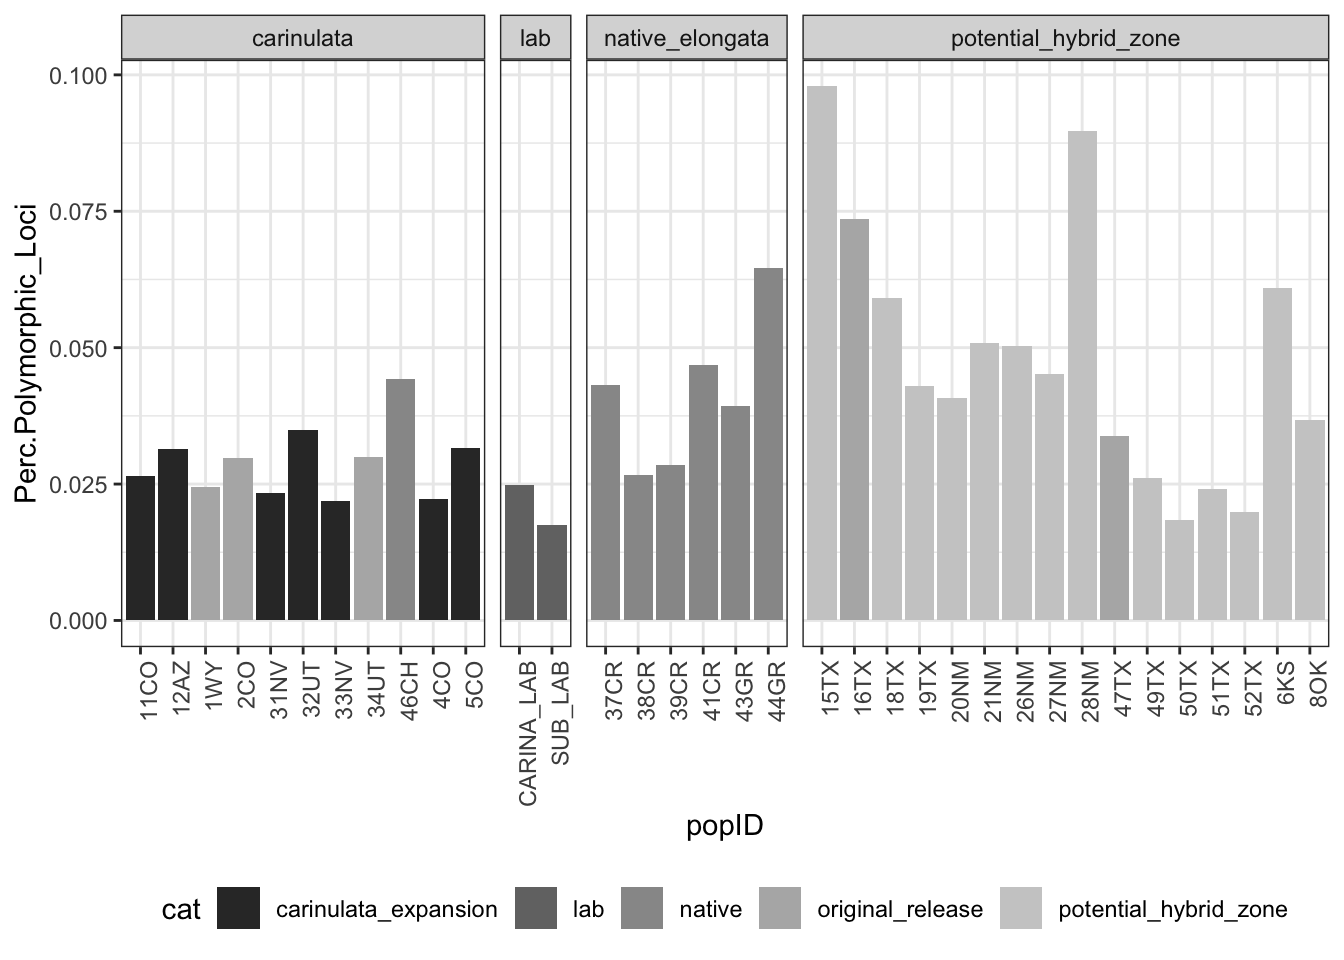 carinulata lab native_elongata potential_hybrid_zone
Perc.Polymorphic_Loci
0.100
0.075
0.050
0.025
0.000
11CO 12AZ 1WY 2CO 31NV 32UT 33NV 34UT 46CH 4CO 5CO CARINA_LAB SUB_LAB 37CR 38CR 39CR 41CR 43GR 44GR 15TX 16TX 18TX 19TX 20NM 21NM 26NM 27NM 28NM 47TX 49TX 50TX 51TX 52TX 6KS 8OK
popID
cat carinulata_expansion lab native original_release potential_hybrid_zone